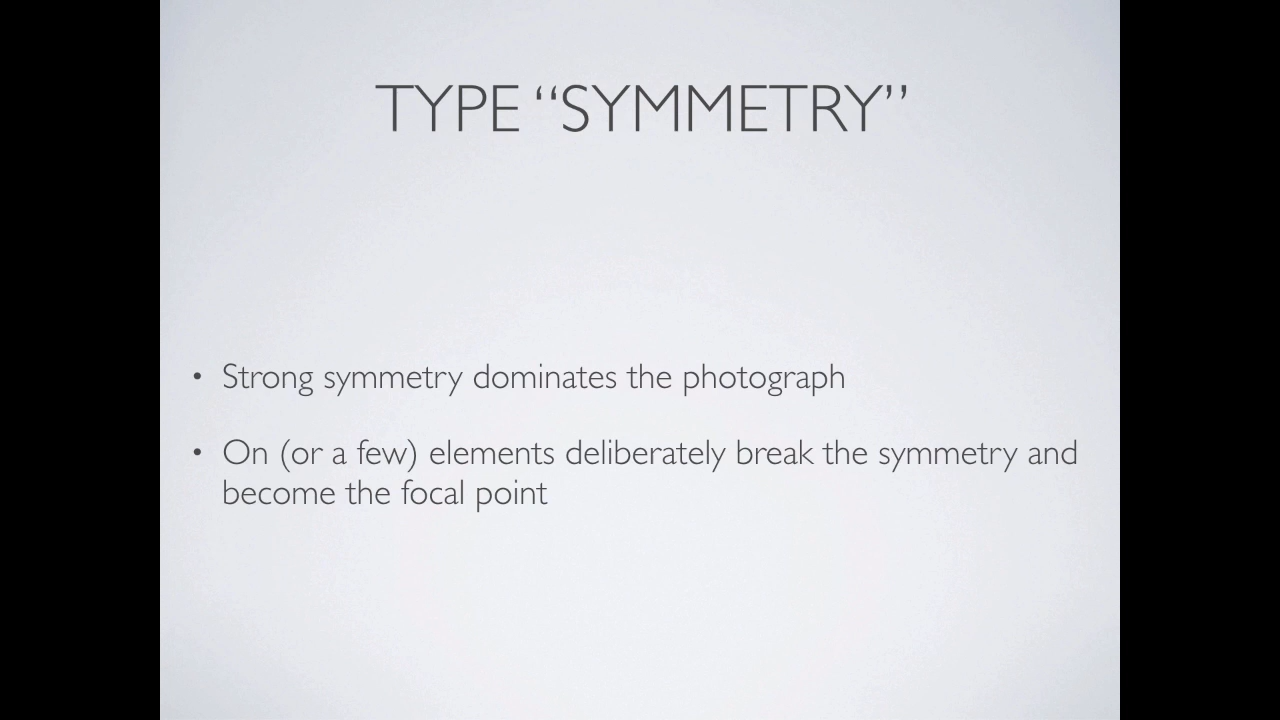 TYPE “SYMMETRY”
• Strong symmetry dominates the photograph
• On (or a few) elements deliberately break the symmetry and
become the focal point